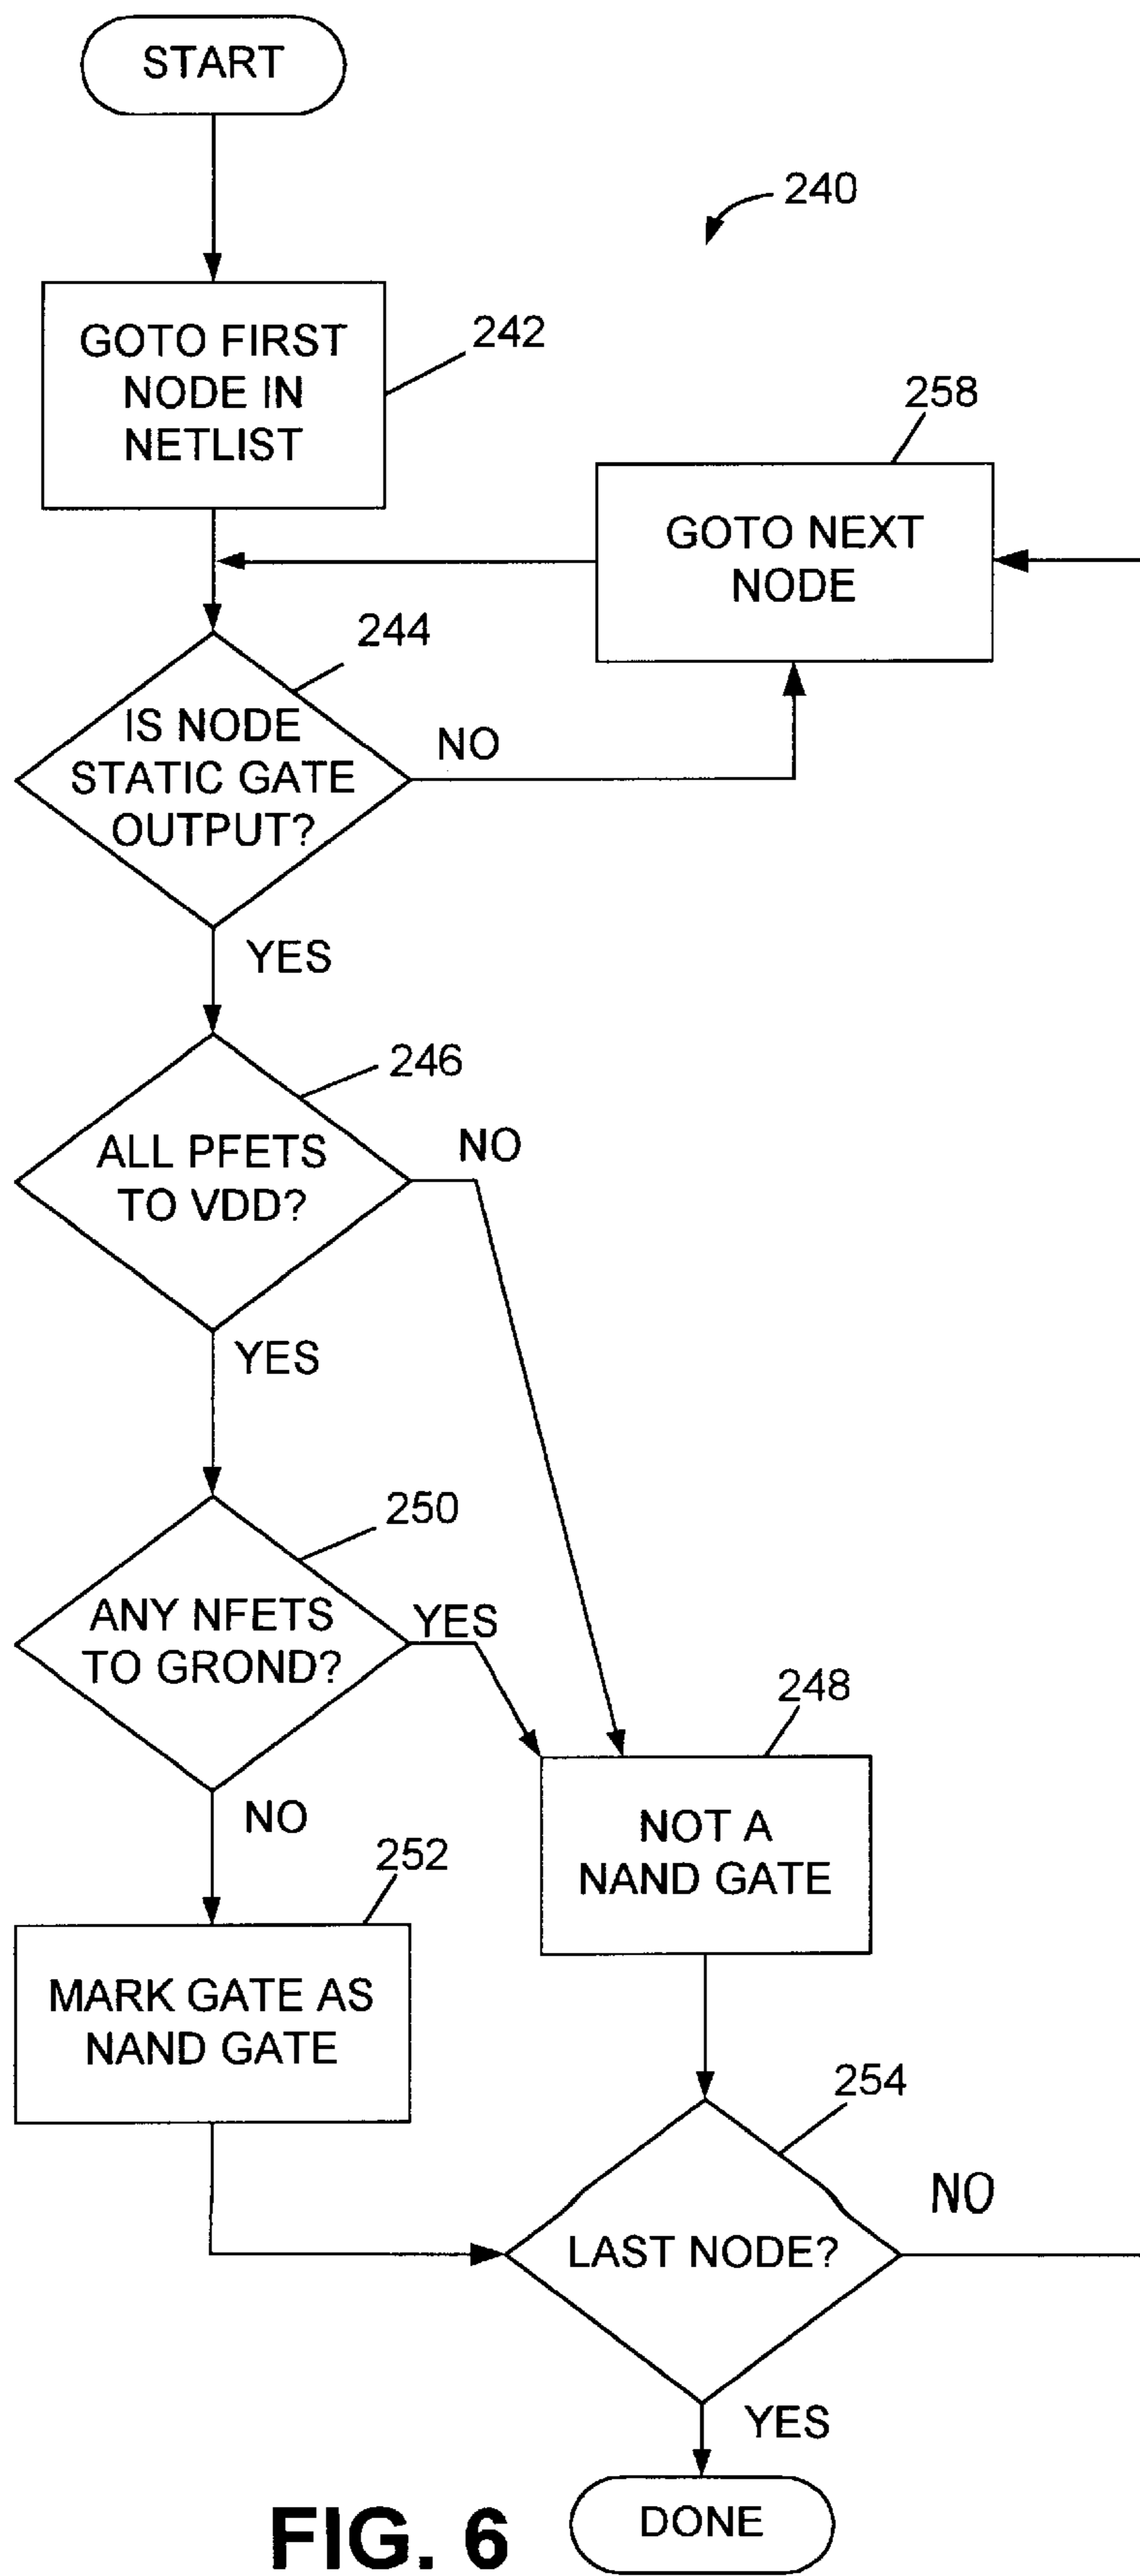 START
240
GOTO FIRST
NODE IN
NETLIST
242
258
GOTO NEXT
NODE
244
IS NODE
STATIC GATE
OUTPUT?
NO
YES
246
ALL PFETS
TO VDD?
NO
YES
250
ANY NFETS
TO GROND?
YES
248
NOT A
NAND GATE
NO
252
MARK GATE AS
NAND GATE
254
LAST NODE?
NO
YES
DONE
FIG. 6